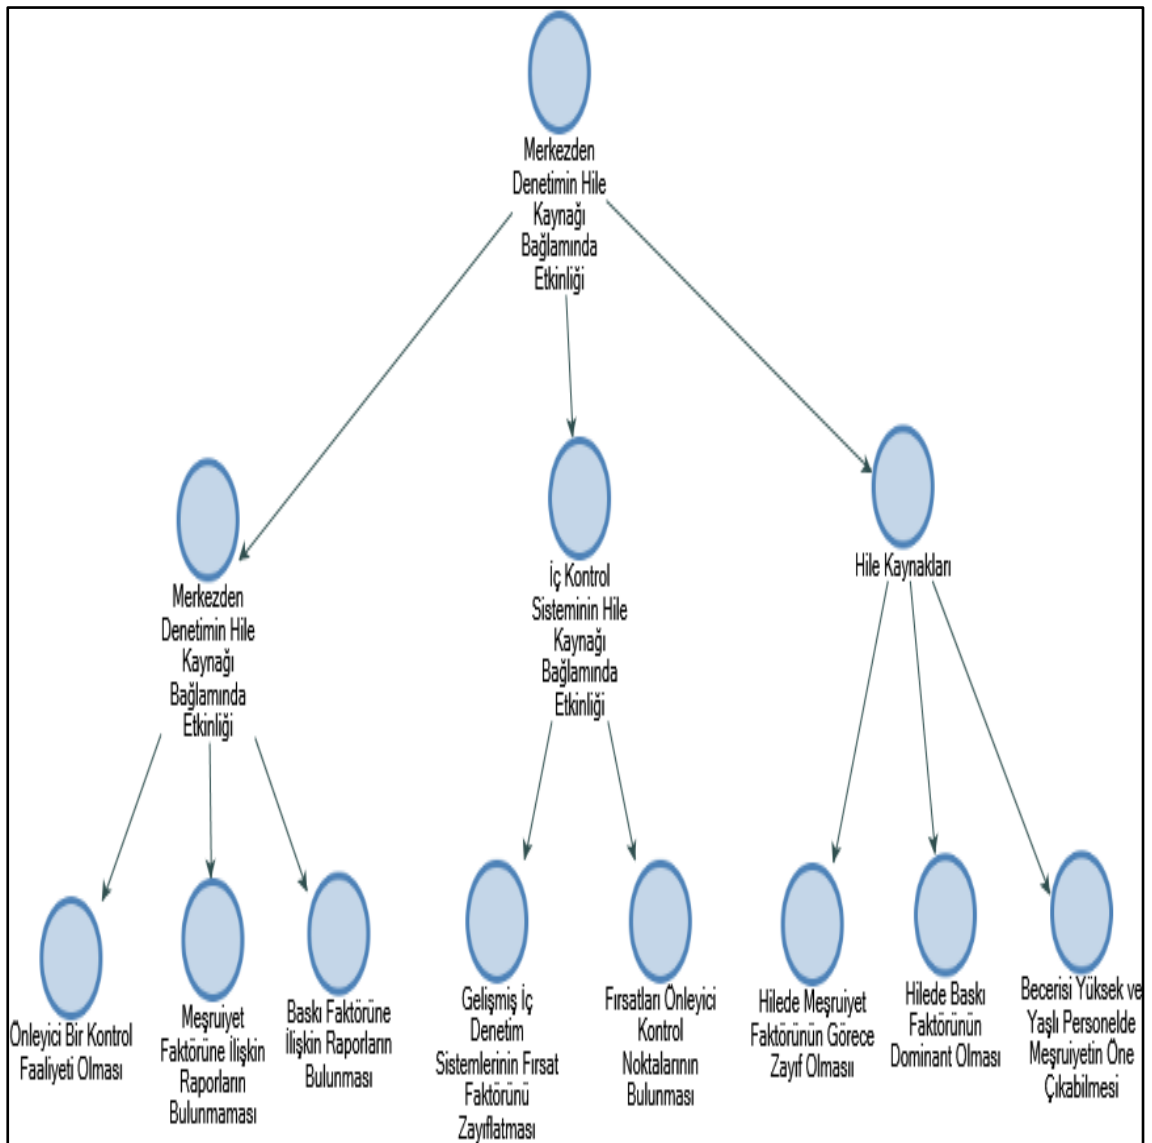 Merkezden
Denetimin Hile
Kaynağı
Bağlamında
Etkinliği
Merkezden
Denetimin Hile
Kaynağı
Bağlamında
Etkinliği
İç Kontrol
Sisteminin Hile
Kaynağı
Bağlamında
Etkinliği
Hile Kaynakları
Önleyici Bir Kontrol
Faaliyeti Olması
Meşruiyet
Faktörüne İlişkin
Raporların
Bulunmaması
Baskı Faktörüne
İlişkin Raporların
Bulunması
Gelişmiş İç
Denetim
Sistemlerinin Fırsat
Faktörünü
Zayıflatması
Fırsatları Önleyici
Kontrol
Noktalarının
Bulunması
Hilede Meşruiyet
Faktörünün Görece
Zayıf Olmasıı
Hilede Baskı
Faktörünün
Dominant Olması
Becerisi Yüksek ve
Yaşlı Personelde
Meşruiyetin Öne
Çıkabilmesi